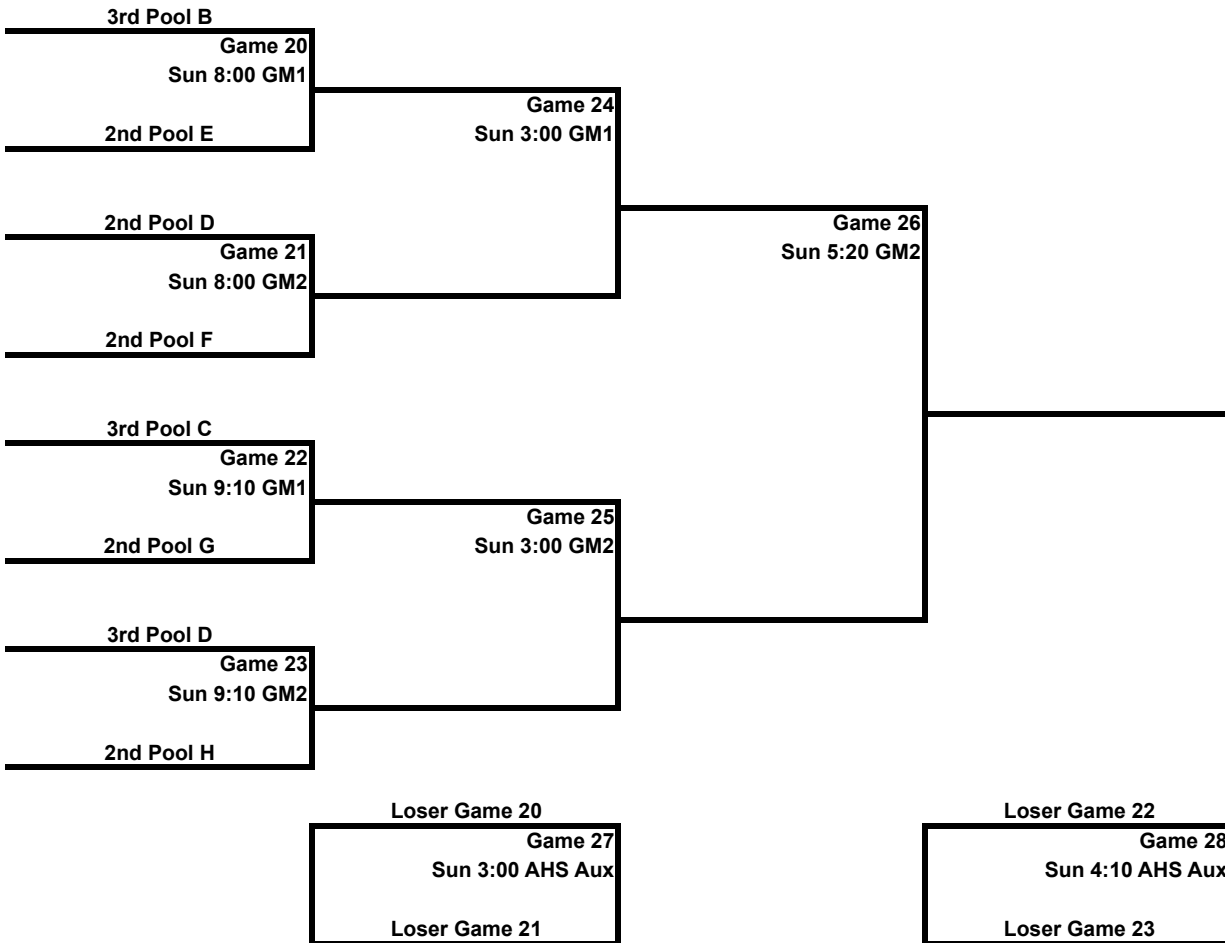 3rd Pool B
Game 20
Sun 8:00 GM1
2nd Pool E
Game 24
Sun 3:00 GM1
2nd Pool D
Game 21
Sun 8:00 GM2
2nd Pool F
Game 26
Sun 5:20 GM2
3rd Pool C
Game 22
Sun 9:10 GM1
2nd Pool G
Game 25
Sun 3:00 GM2
3rd Pool D
Game 23
Sun 9:10 GM2
2nd Pool H
Loser Game 20
Game 27
Sun 3:00 AHS Aux
Loser Game 21
Loser Game 22
Game 28
Sun 4:10 AHS Aux
Loser Game 23